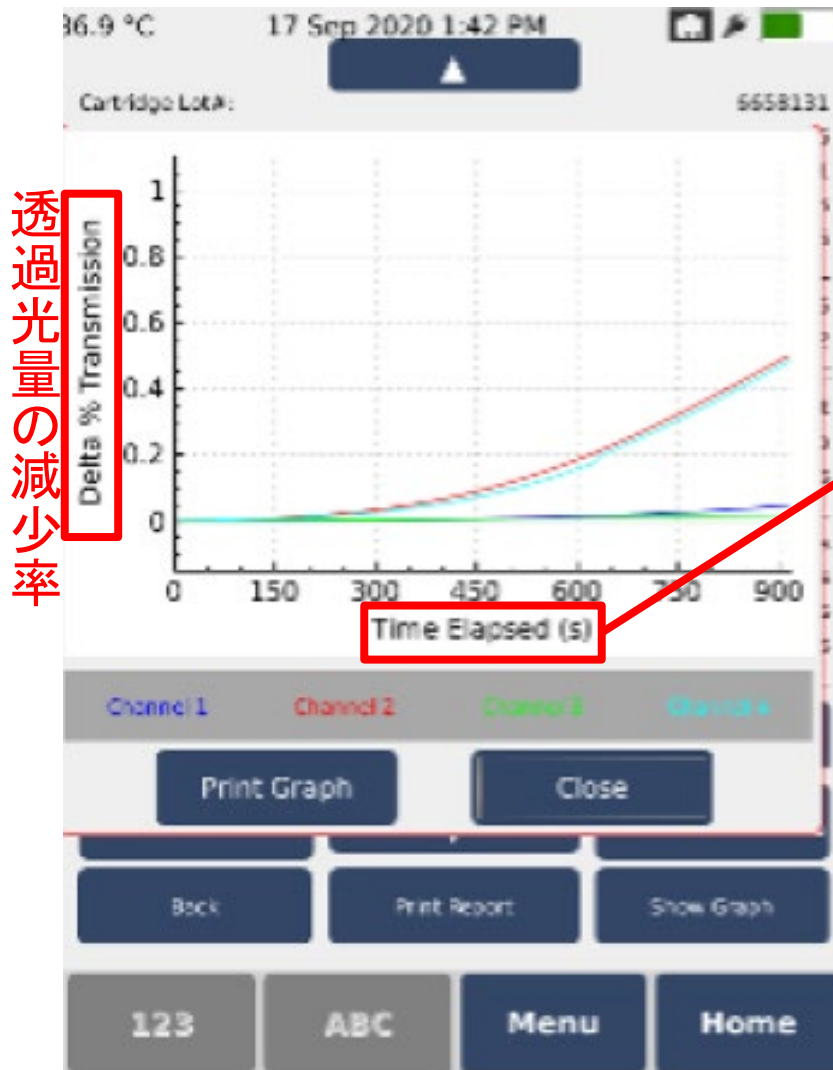 36.9 °C 17 Sep 2020 1:42 PM
Cartridge Lot#: 6658131
透過光量の減少率
Delta % Transmission
1
0.8
0.6
0.4
0.2
0
0 150 300 450 600 750 900
Time Elapsed (s)
Channel 1 Channel 2 Channel 3 Channel 4
Print Graph Close
Back Print Report Show Graph
123 ABC Menu Home